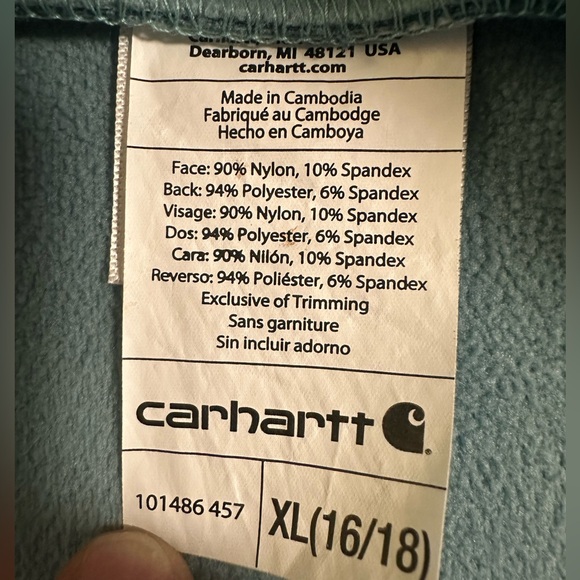 Dearborn, MI 48121 USA
carhartt.com
Made in Cambodia
Fabriqué au Cambodge
Hecho en Camboya
Face: 90% Nylon, 10% Spandex
Back: 94% Polyester, 6% Spandex
Visage: 90% Nylon, 10% Spandex
Dos: 94% Polyester, 6% Spandex
Cara: 90% Nilón, 10% Spandex
Reverso: 94% Poliéster, 6% Spandex
Exclusive of Trimming
Sans garniture
Sin incluir adorno
carhartt
101486 457
XL(16/18)